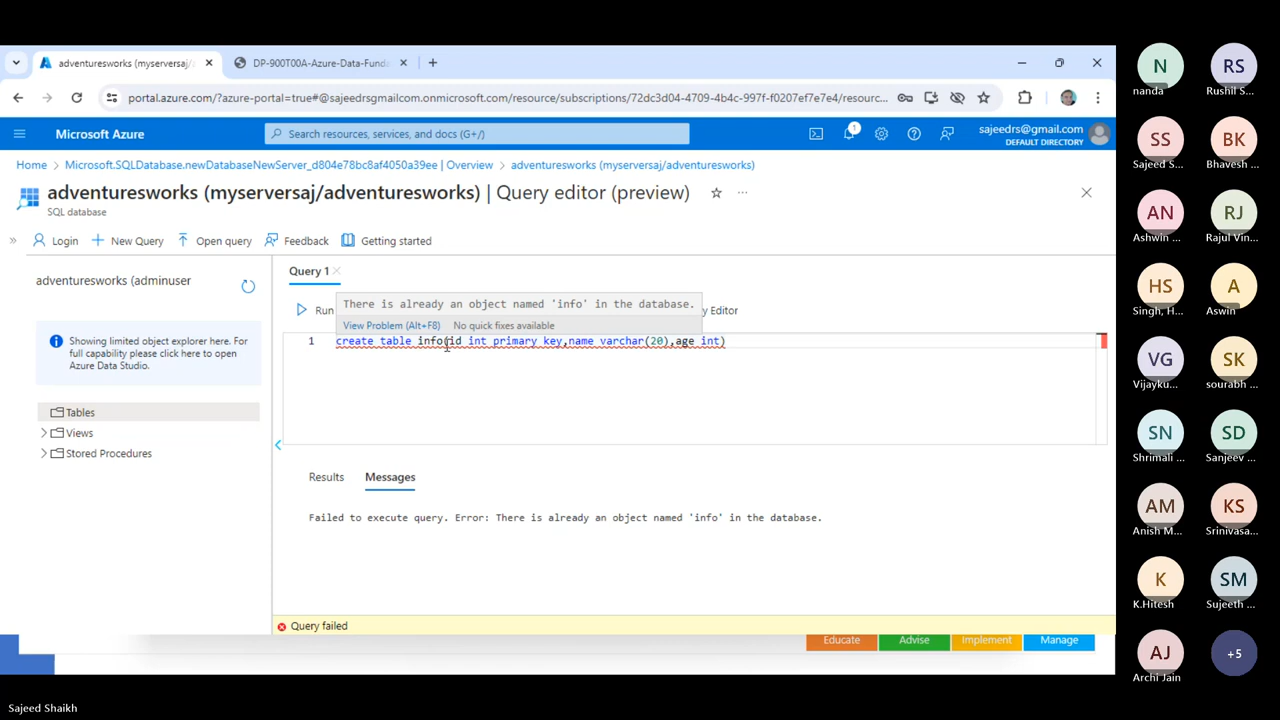 adventuresworks (myserversaj/
DP-900T00A-Azure-Data-Funda
portal.azure.com/?azure-portal=true#@sajeedrsgmailcom.onmicrosoft.com/resource/subscriptions/72dc3d04-4709-4b4c-997f-f0207ef7e7e4/resourc...
Microsoft Azure
Search resources, services, and docs (G+/)
1
sajeedrs@gmail.com
DEFAULT DIRECTORY
Home > Microsoft.SQLDatabase.newDatabaseNewServer_d804e78bc8af4050a39ee | Overview > adventuresworks (myserversaj/adventuresworks)
adventuresworks (myserversaj/adventuresworks) | Query editor (preview)
SQL database
Login
New Query
Open query
Feedback
Getting started
adventuresworks (adminuser
Showing limited object explorer here. For
full capability please click here to open
Azure Data Studio.
Tables
Views
Stored Procedures
Query 1
Run
y Editor
There is already an object named 'info' in the database.
View Problem (Alt+F8) No quick fixes available
1 create table info(id int primary key,name varchar(20),age int)
Results
Messages
Failed to execute query. Error: There is already an object named 'info' in the database.
Query failed
Educate
Advise
Implement
Manage
N
nanda
RS
Rushil S...
SS
Sajeed S...
BK
Bhavesh ...
AN
Ashwin ...
RJ
Rajul Vin...
HS
Singh, H...
A
Aswin
VG
Vijayku...
SK
sourabh ...
SN
Shrimali ...
SD
Sanjeev ...
AM
Anish M...
KS
Srinivasa...
K
K.Hitesh
SM
Sujeeth ...
AJ
Archi Jain
+5
Sajeed Shaikh